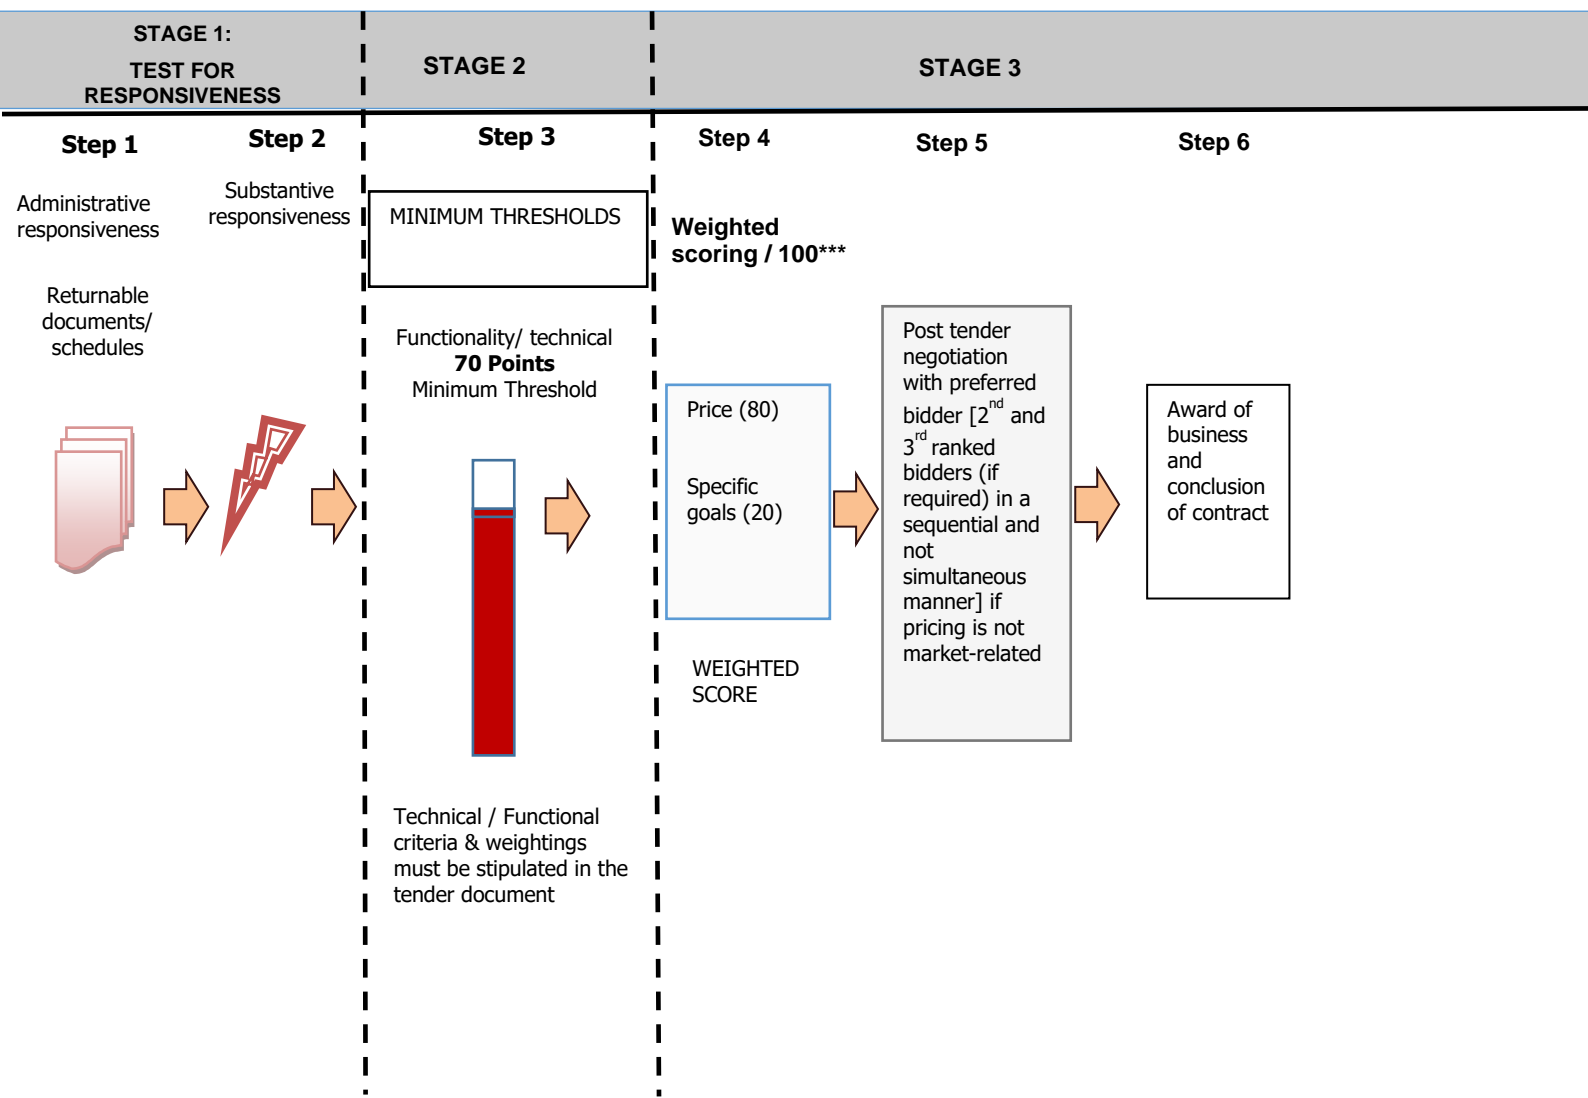 STAGE 1:
TEST FOR
RESPONSIVENESS
STAGE 2
STAGE 3
Step 1
Step 2
Step 3
Step 4
Step 5
Step 6
Administrative
responsiveness
Returnable
documents/
schedules
Substantive
responsiveness
MINIMUM THRESHOLDS
Functionality/ technical
70 Points
Minimum Threshold
Technical / Functional
criteria & weightings
must be stipulated in the
tender document
Weighted
scoring / 100***
Price (80)
Specific
goals (20)
WEIGHTED
SCORE
Post tender
negotiation
with preferred
bidder [2nd and
3rd ranked
bidders (if
required) in a
sequential and
not
simultaneous
manner] if
pricing is not
market-related
Award of
business
and
conclusion
of contract